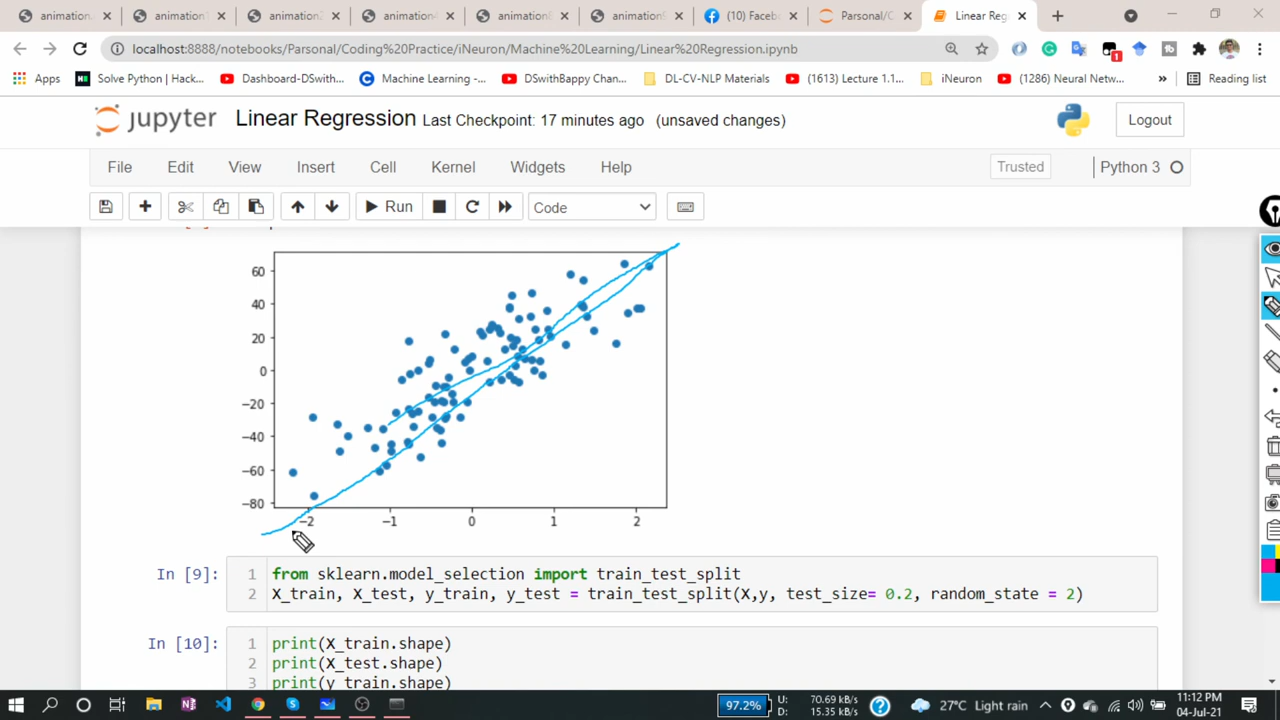 animation.
animation1
animation2
animation4
animation8
animation9
(10) Faceb
Parsonal/C
Linear Reg
localhost:8888/notebooks/Parsonal/Coding%20Practice/iNeuron/Machine%20Learning/Linear%20Regression.ipynb
1
Apps Solve Python | Hack... Dashboard-DSwith... Machine Learning -... DSwithBappy Chan... DL-CV-NLP Materials (1613) Lecture 1.1... iNeuron (1286) Neural Netw... » Reading list
jupyter Linear Regression Last Checkpoint: 17 minutes ago (unsaved changes) Logout
File Edit View Insert Cell Kernel Widgets Help Trusted Python 3
Run Code
60
40
20
0
−20
−40
−60
−80
−2 −1 0 1 2
In [9]: 1 from sklearn.model_selection import train_test_split
2 X_train, X_test, y_train, y_test = train_test_split(X,y, test_size= 0.2, random_state = 2)
In [10]: 1 print(X_train.shape)
2 print(X_test.shape)
3 print(y_train.shape)
97.2% U: 70.69 kB/s
D: 15.35 kB/s
27°C Light rain
11:12 PM
04-Jul-21